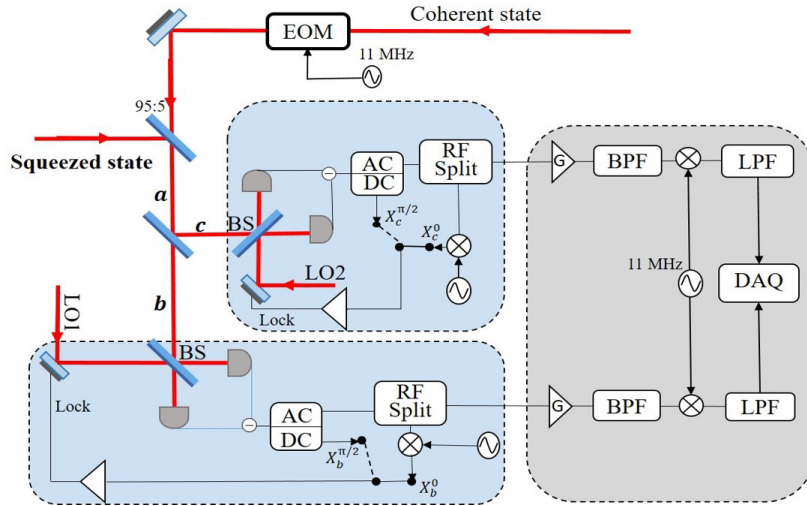 Coherent state
EOM
11 MHz
95:5
Squeezed state
a
c
BS
AC
DC
RF
Split
G
BPF
LPF
X_c^{π/2}
X_c^0
LO2
Lock
11 MHz
DAQ
b
LO1
BS
Lock
AC
DC
RF
Split
G
BPF
LPF
X_b^{π/2}
X_b^0